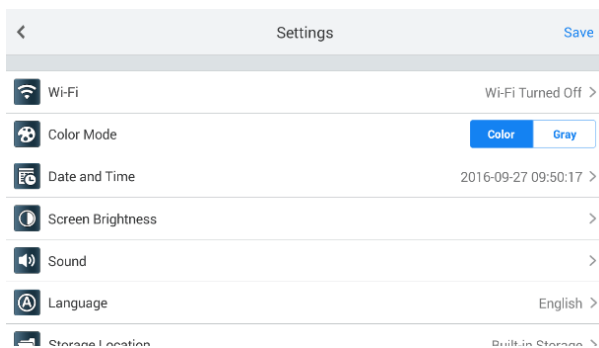 Settings Save
Wi-Fi Wi-Fi Turned Off
Color Mode Color Gray
Date and Time 2016-09-27 09:50:17
Screen Brightness
Sound
Language English
Storage Location Built-in Storage